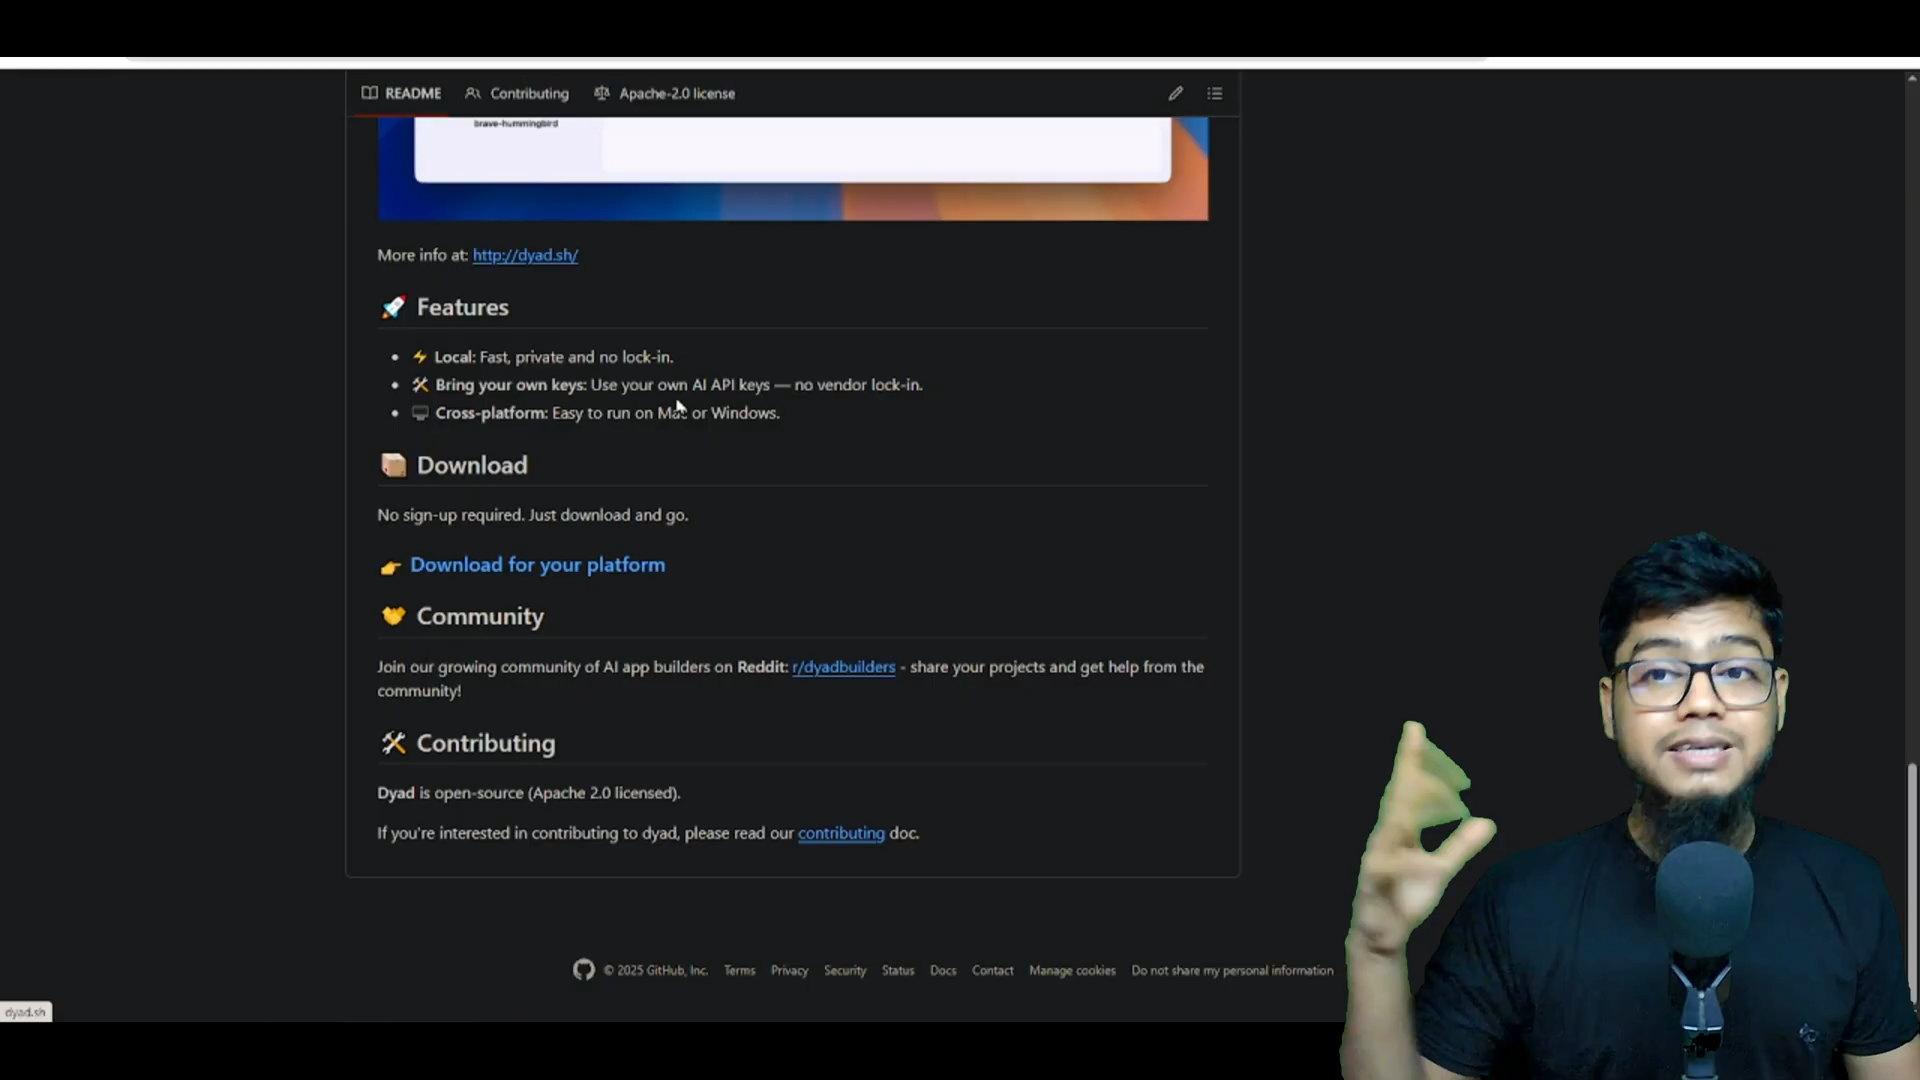 README Contributing Apache-2.0 license
brave-hummingbird
More info at: http://dyad.sh/
🚀 Features
• ⚡ Local: Fast, private and no lock-in.
• 🛠 Bring your own keys: Use your own AI API keys — no vendor lock-in.
• 🖥 Cross-platform: Easy to run on Mac or Windows.
📦 Download
No sign-up required. Just download and go.
👉 Download for your platform
🤝 Community
Join our growing community of AI app builders on Reddit: r/dyadbuilders - share your projects and get help from the
community!
🛠 Contributing
Dyad is open-source (Apache 2.0 licensed).
If you're interested in contributing to dyad, please read our contributing doc.
© 2025 GitHub, Inc. Terms Privacy Security Status Docs Contact Manage cookies Do not share my personal information
dyad.sh